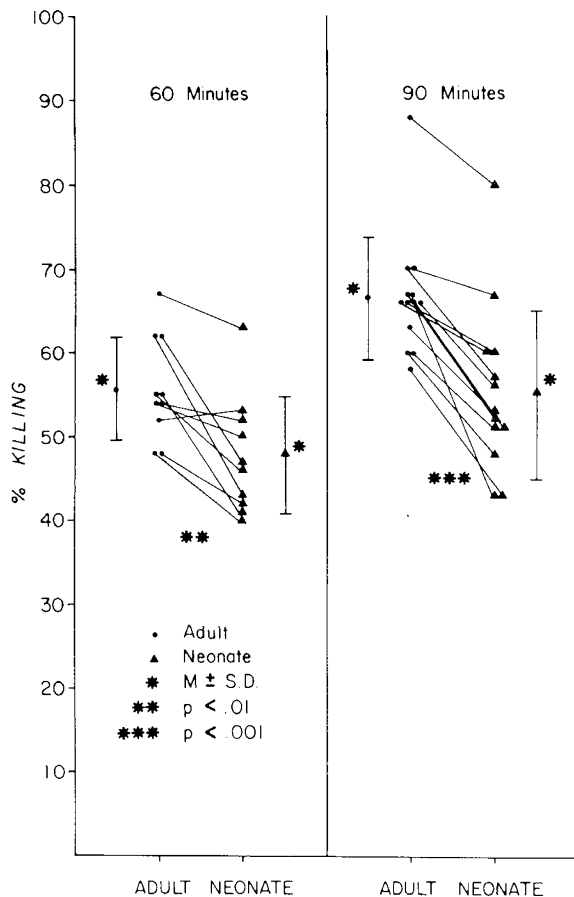 100
90
80
70
60
50
40
30
20
10
% KILLING
60 Minutes
90 Minutes
✷
✷
✷✷
✷
✷
✷✷✷
• Adult
▲ Neonate
✷ M ± S.D.
✷✷ p < .01
✷✷✷ p < .001
ADULT NEONATE
ADULT NEONATE